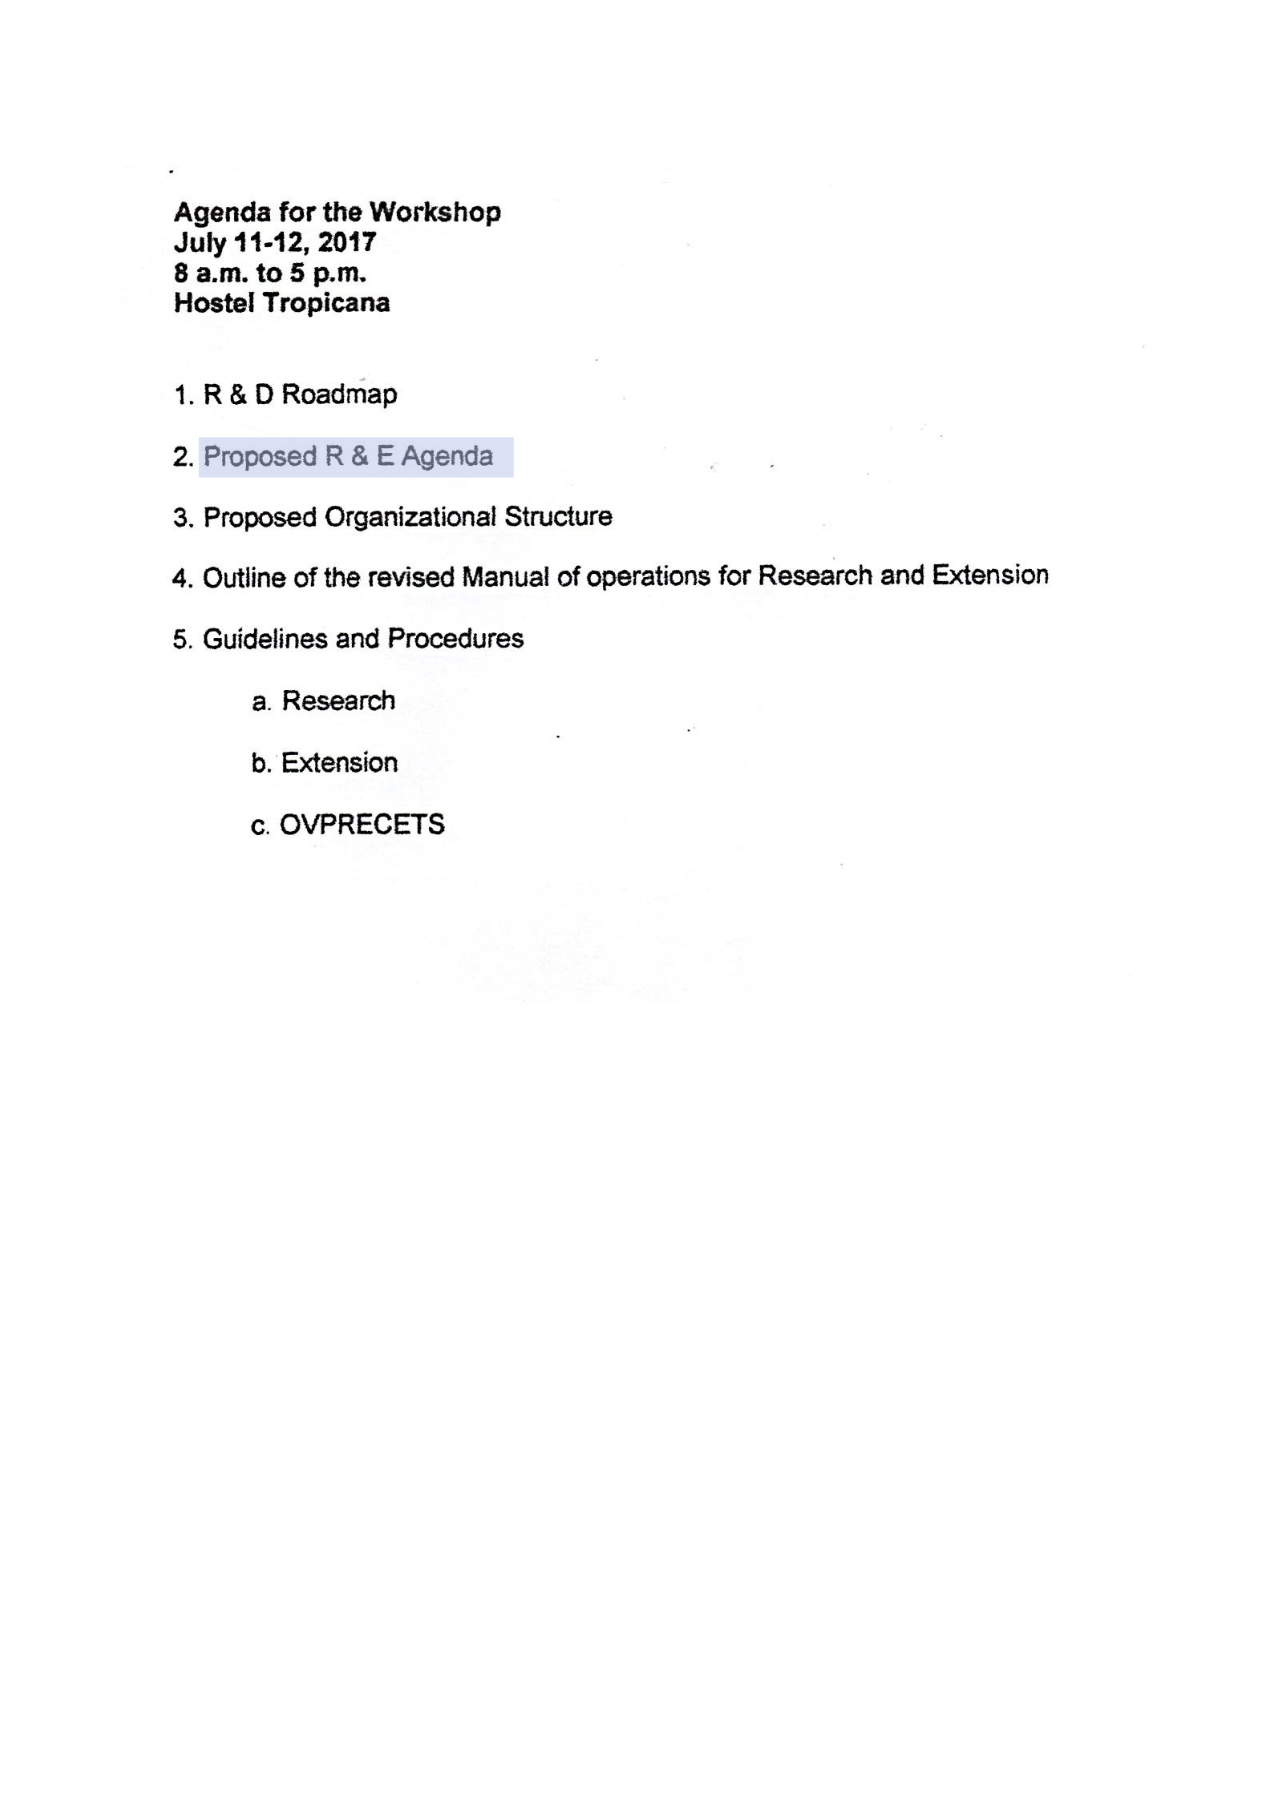 Agenda for the Workshop
July 11-12, 2017
8 a.m. to 5 p.m.
Hostel Tropicana
1. R & D Roadmap
2. Proposed R & E Agenda
3. Proposed Organizational Structure
4. Outline of the revised Manual of operations for Research and Extension
5. Guidelines and Procedures
a. Research
b. Extension
c. OVPRECETS